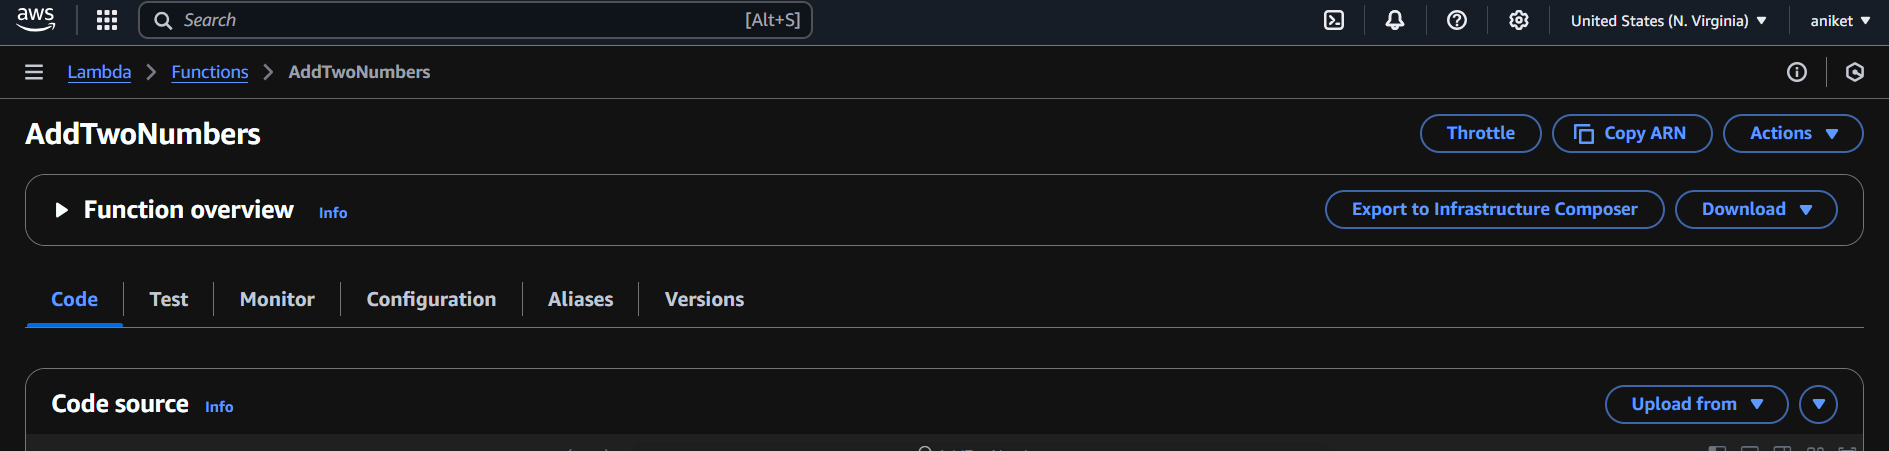 aws Search [Alt+S] United States (N. Virginia) aniket
Lambda Functions AddTwoNumbers
AddTwoNumbers Throttle Copy ARN Actions
Function overview Info Export to Infrastructure Composer Download
Code Test Monitor Configuration Aliases Versions
Code source Info Upload from